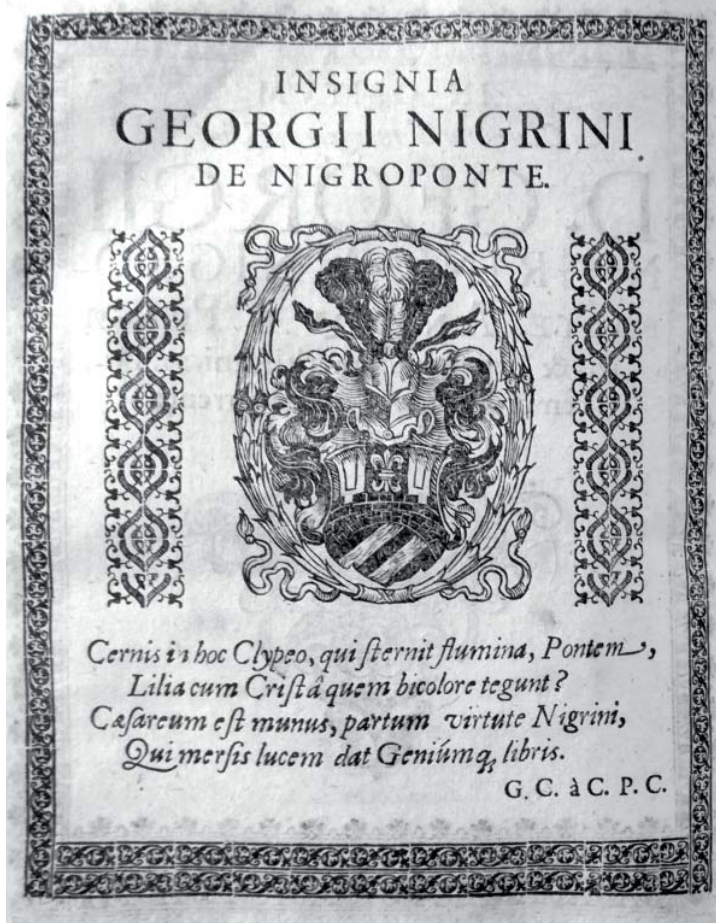 INSIGNIA
GEORGII NIGRINI
DE NIGROPONTE.
Cernis in hoc Clypeo, qui ſternit flumina, Pontem,
Lilia cum Criſtâ quem bicolore tegunt?
Cæſareum eſt munus, partum virtute Nigrini,
Qui merſis lucem dat Geniúmq; libris.
G. C. à C. P. C.